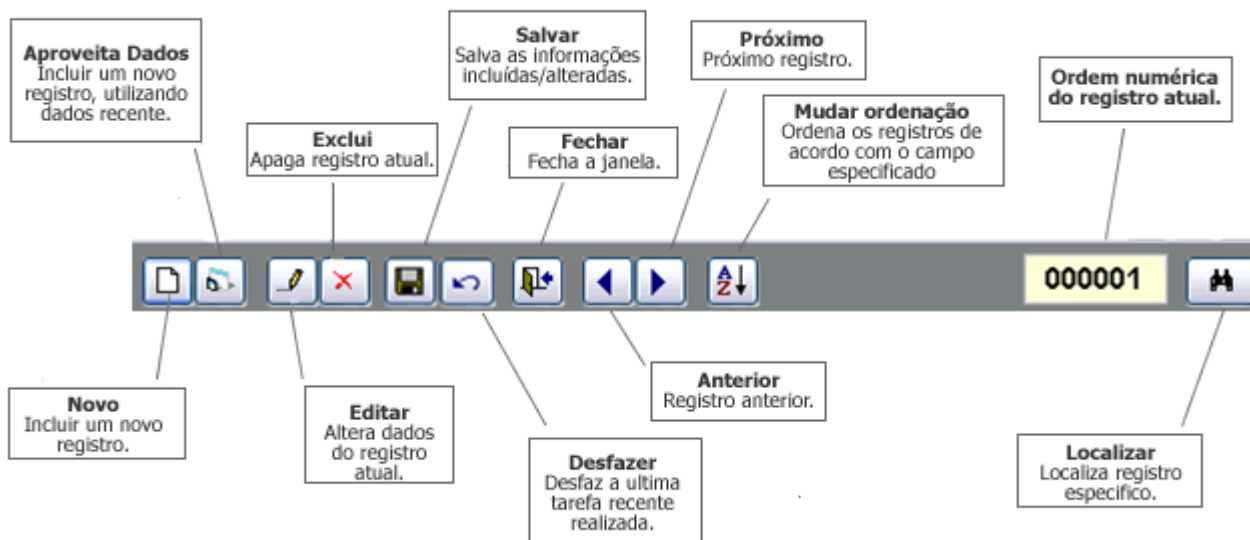 Aproveita Dados
Incluir um novo
registro, utilizando
dados recente.
Exclui
Apaga registro atual.
Salvar
Salva as informações
incluídas/alteradas.
Fechar
Fecha a janela.
Próximo
Próximo registro.
Mudar ordenação
Ordena os registros de
acordo com o campo
especificado
Ordem numérica
do registro atual.
A
Z
000001
Novo
Incluir um novo
registro.
Editar
Altera dados
do registro
atual.
Desfazer
Desfaz a ultima
tarefa recente
realizada.
Anterior
Registro anterior.
Localizar
Localiza registro
especifico.